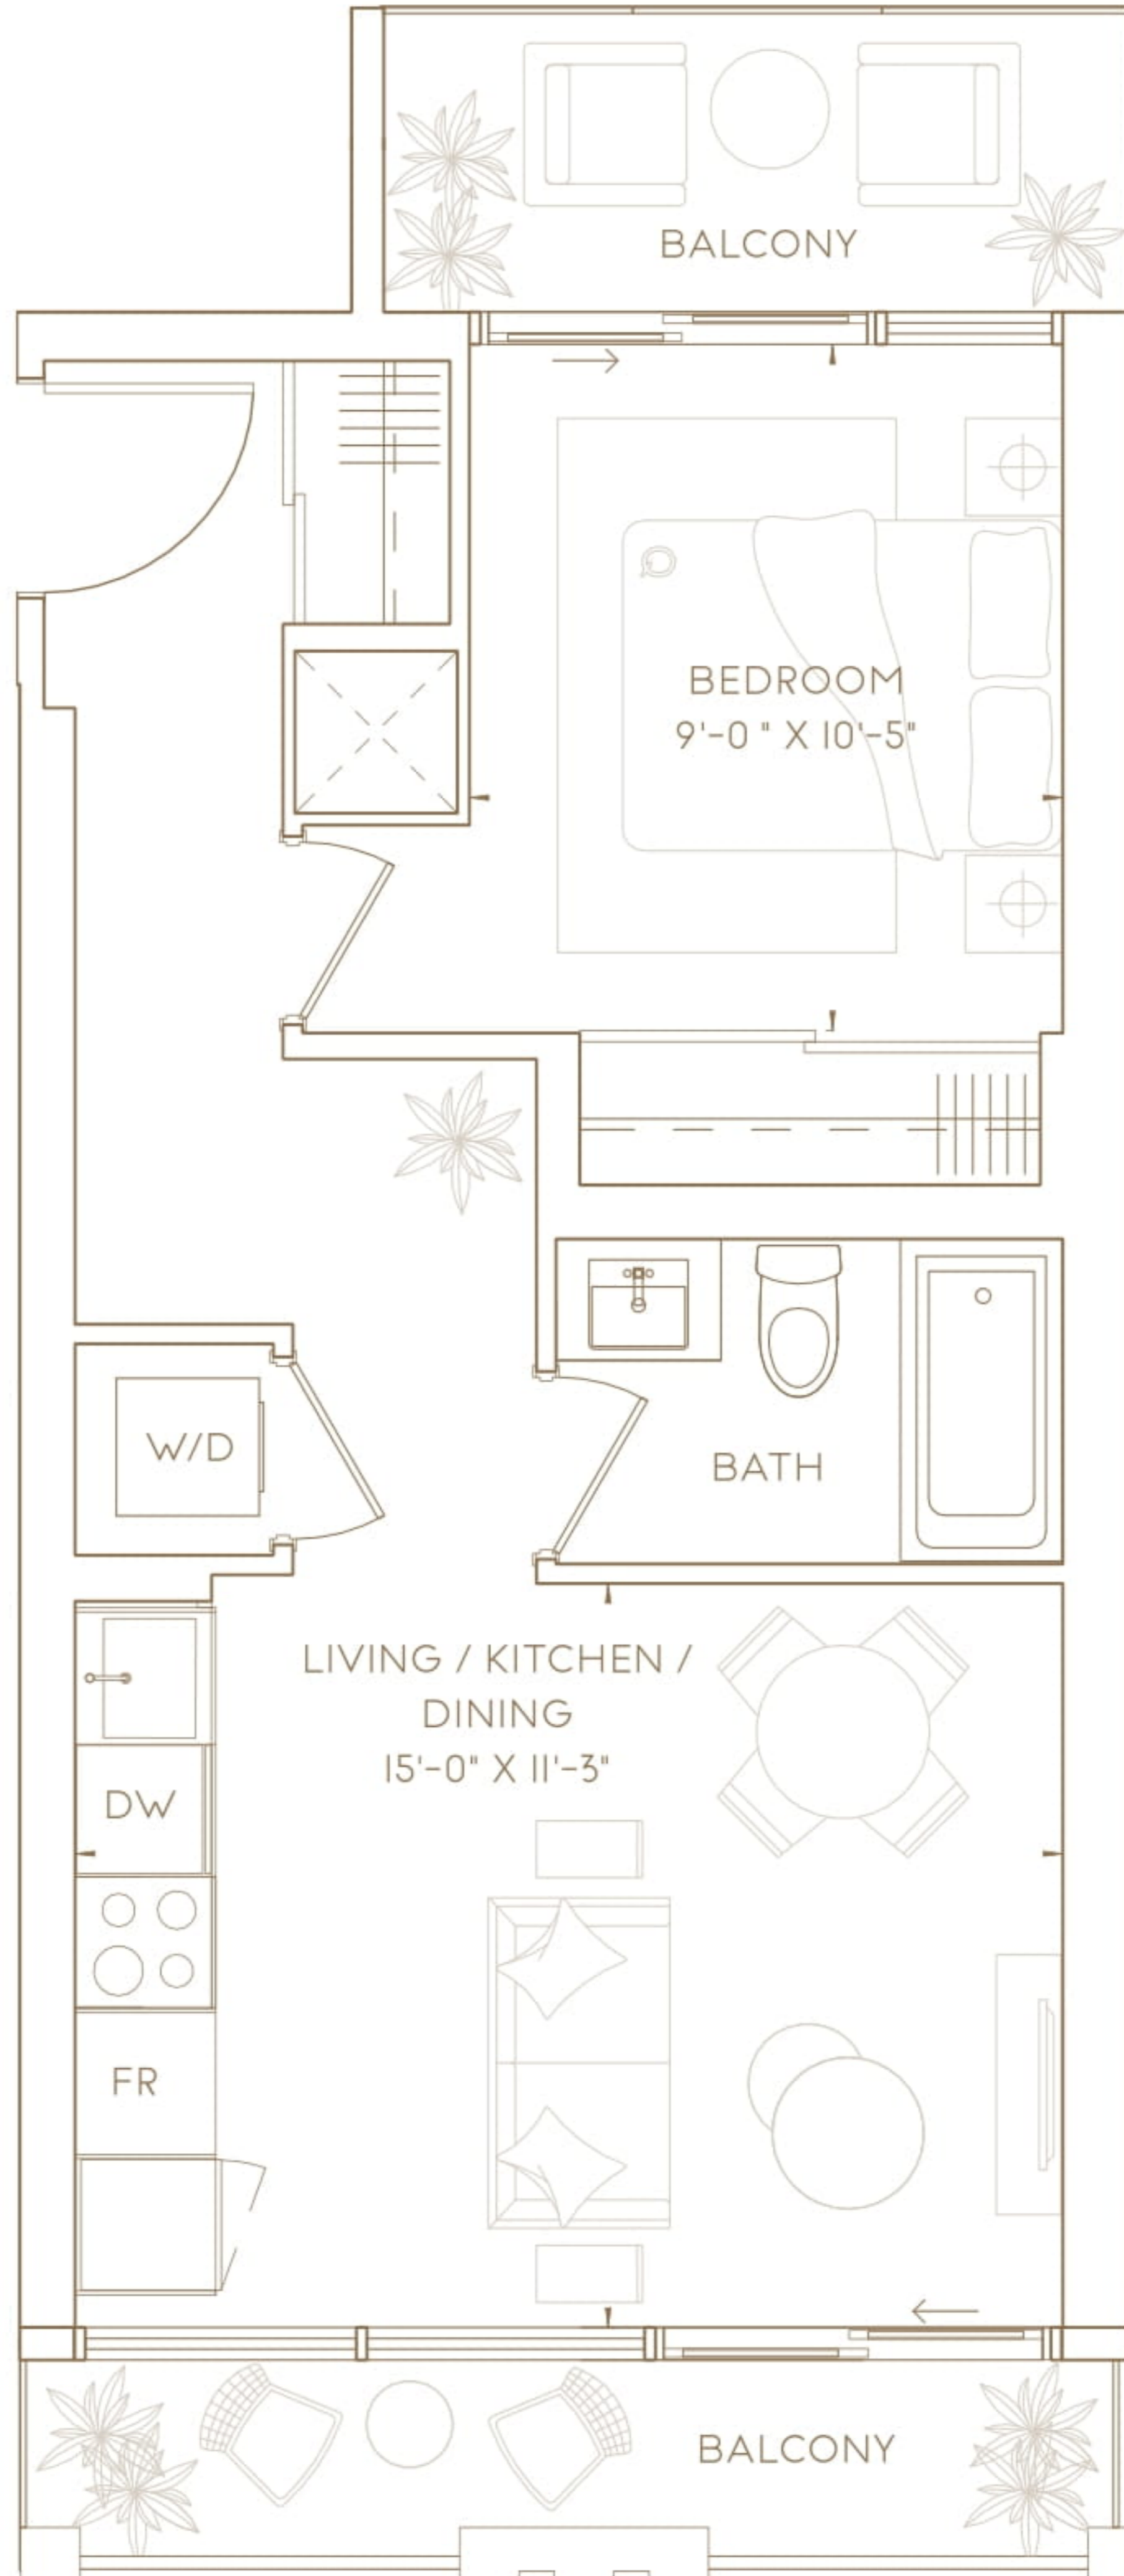 BALCONY
BEDROOM
9'-0" X 10'-5"
W/D
BATH
LIVING / KITCHEN /
DINING
15'-0" X 11'-3"
DW
FR
BALCONY